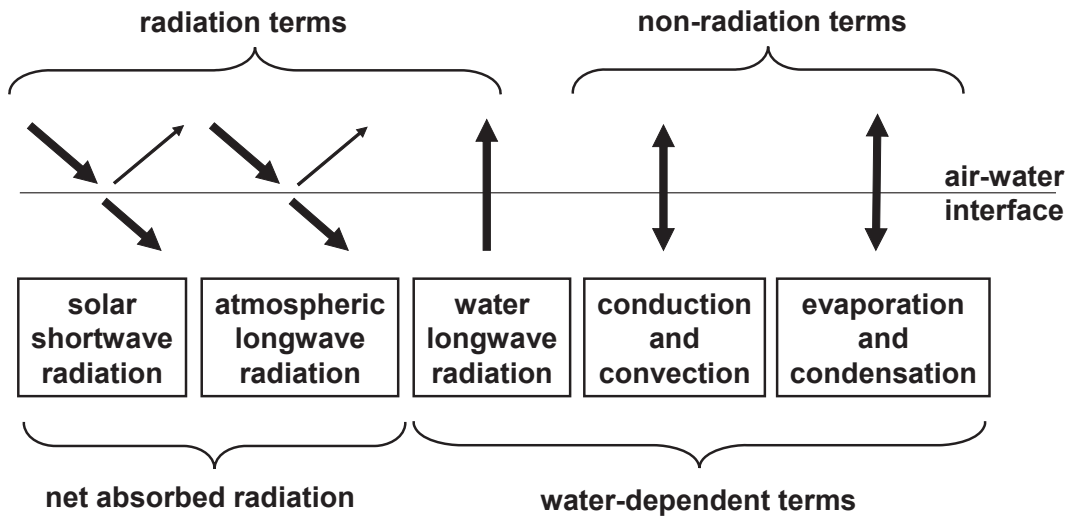 radiation terms
non-radiation terms
air-water
interface
solar
shortwave
radiation
atmospheric
longwave
radiation
water
longwave
radiation
conduction
and
convection
evaporation
and
condensation
net absorbed radiation
water-dependent terms